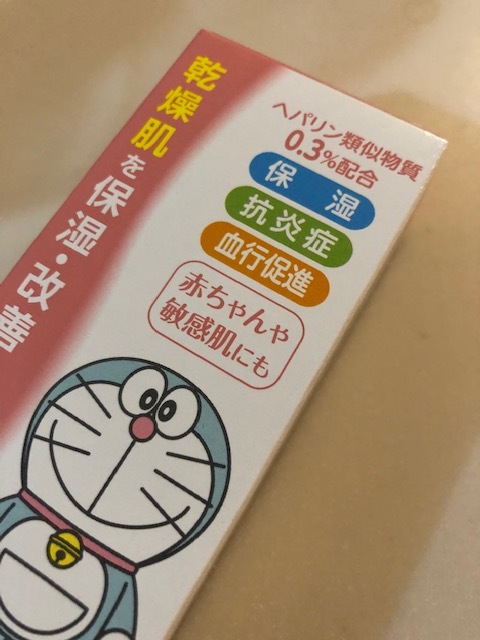 乾燥肌を保湿・改善
ヘパリン類似物質
0.3%配合
保湿
抗炎症
血行促進
赤ちゃんや
敏感肌にも